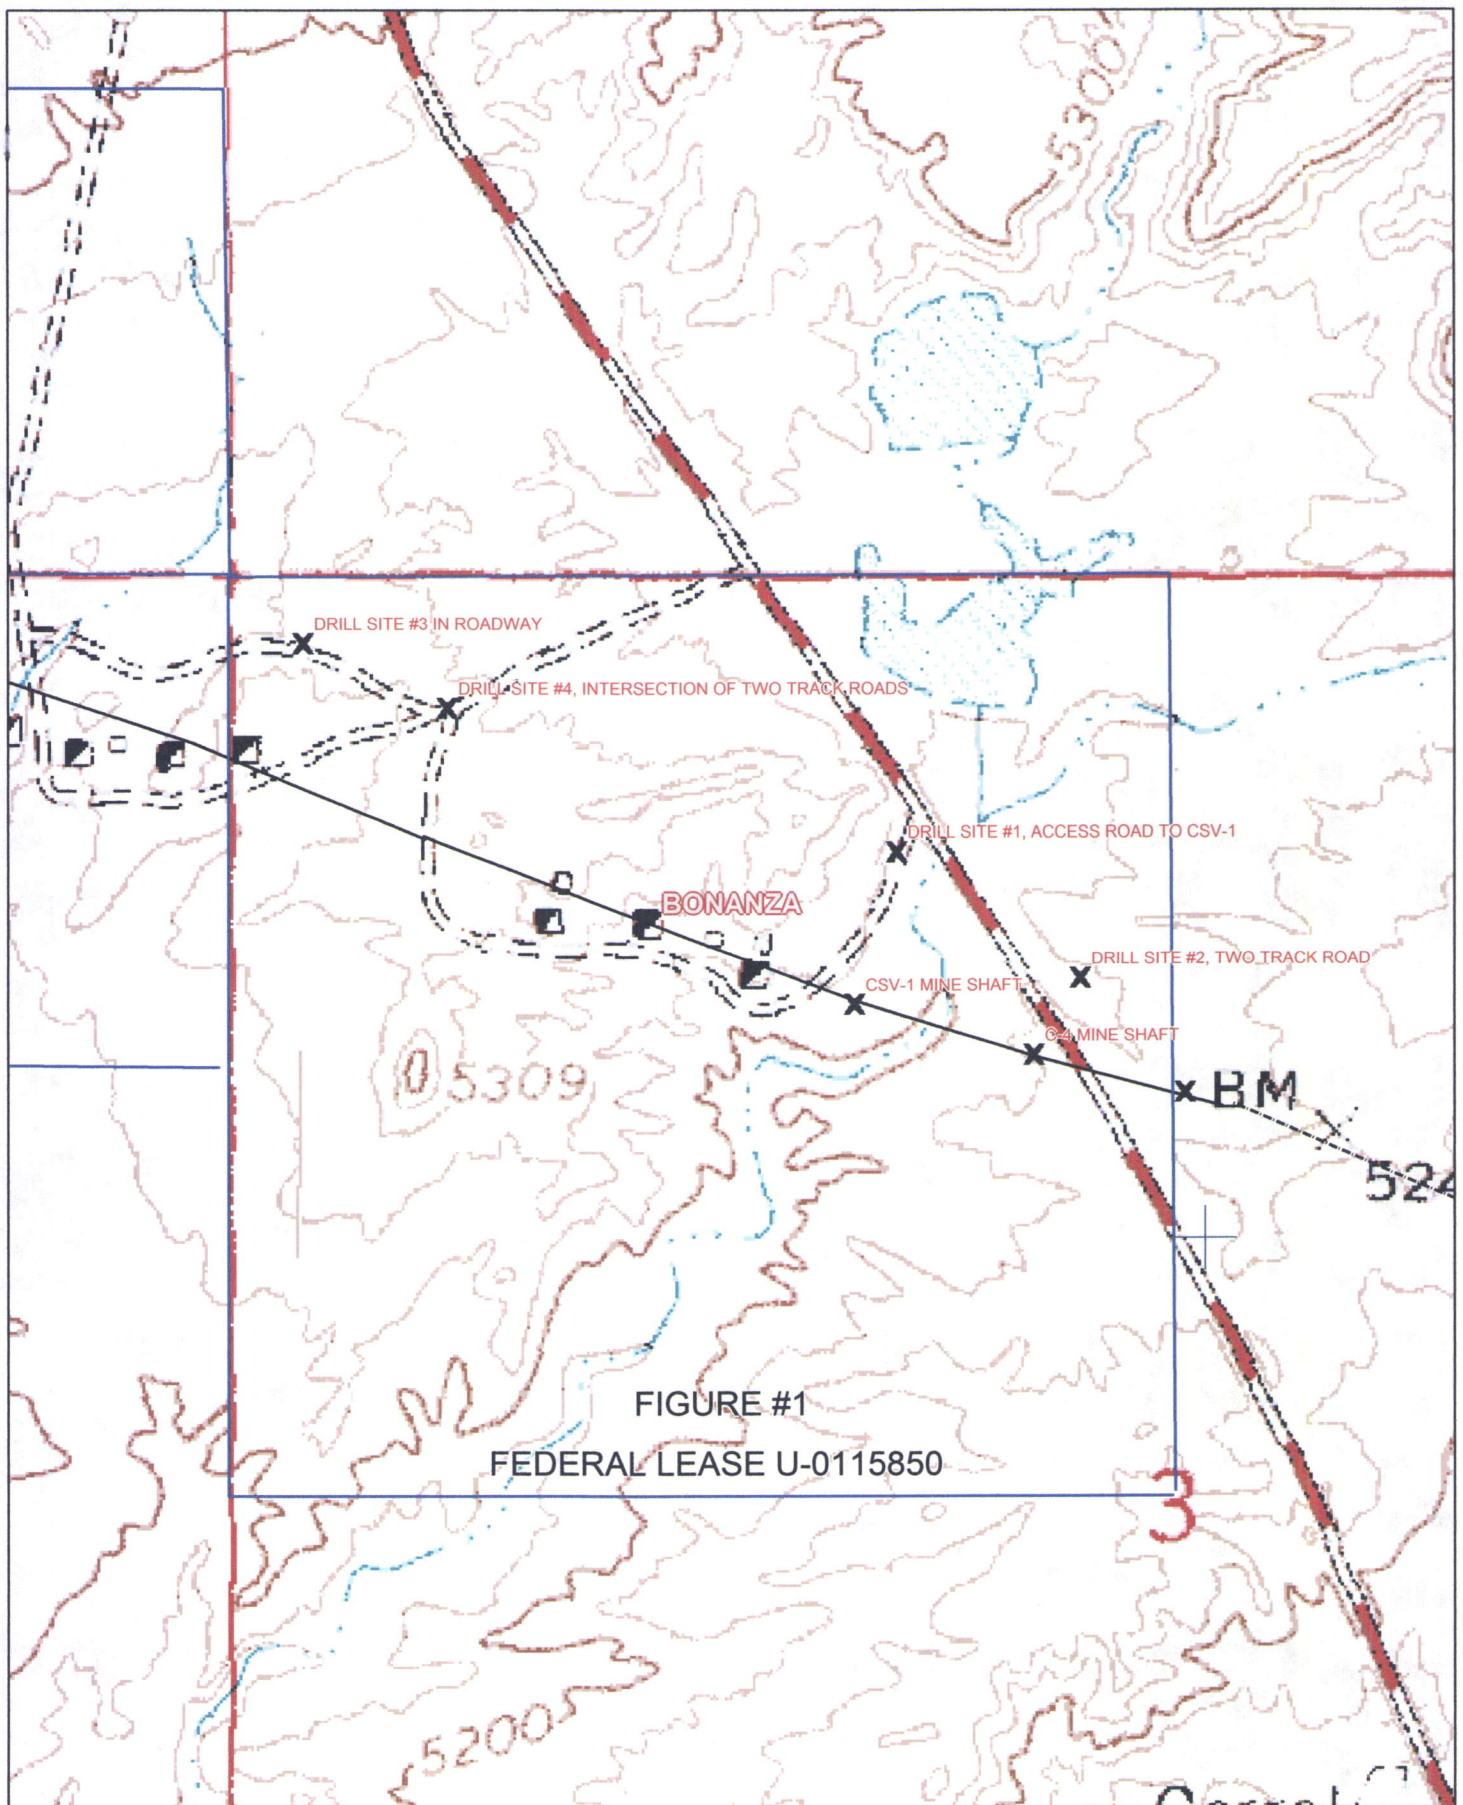 5300
DRILL SITE #3 IN ROADWAY
DRILL SITE #4, INTERSECTION OF TWO TRACK ROADS
DRILL SITE #1, ACCESS ROAD TO CSV-1
BONANZA
DRILL SITE #2, TWO TRACK ROAD
CSV-1 MINE SHAFT
C-4 MINE SHAFT
5309
BM
524
FIGURE #1
FEDERAL LEASE U-0115850
3
5200